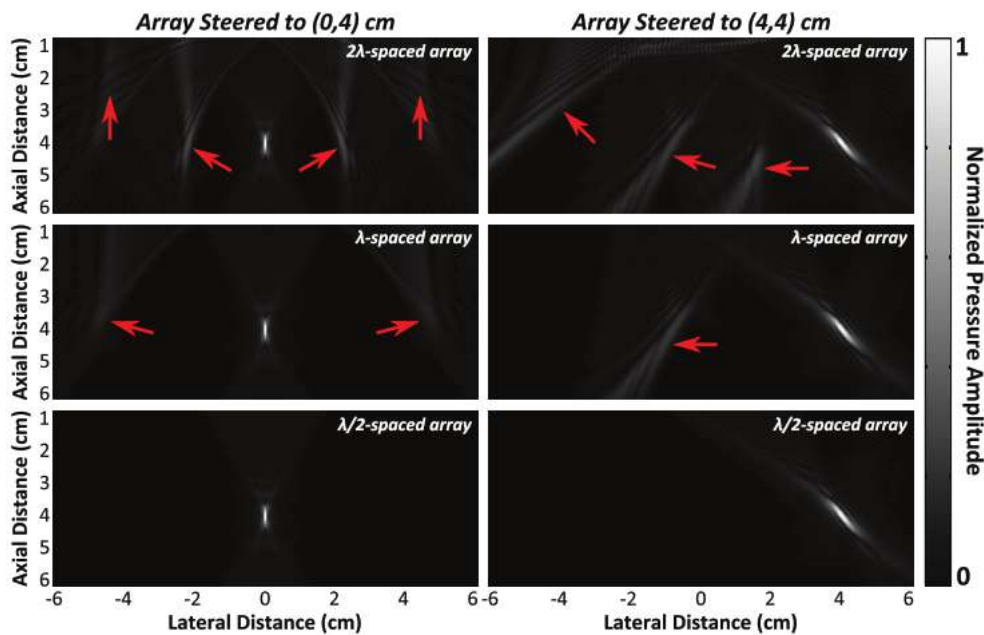 Array Steered to (0,4) cm
Array Steered to (4,4) cm
2λ-spaced array
2λ-spaced array
1
Axial Distance (cm)
1
2
3
4
5
6
λ-spaced array
λ-spaced array
Axial Distance (cm)
1
2
3
4
5
6
λ/2-spaced array
λ/2-spaced array
Axial Distance (cm)
1
2
3
4
5
6
Normalized Pressure Amplitude
0
-6 -4 -2 0 2 4 6
-6 -4 -2 0 2 4 6
Lateral Distance (cm)
Lateral Distance (cm)